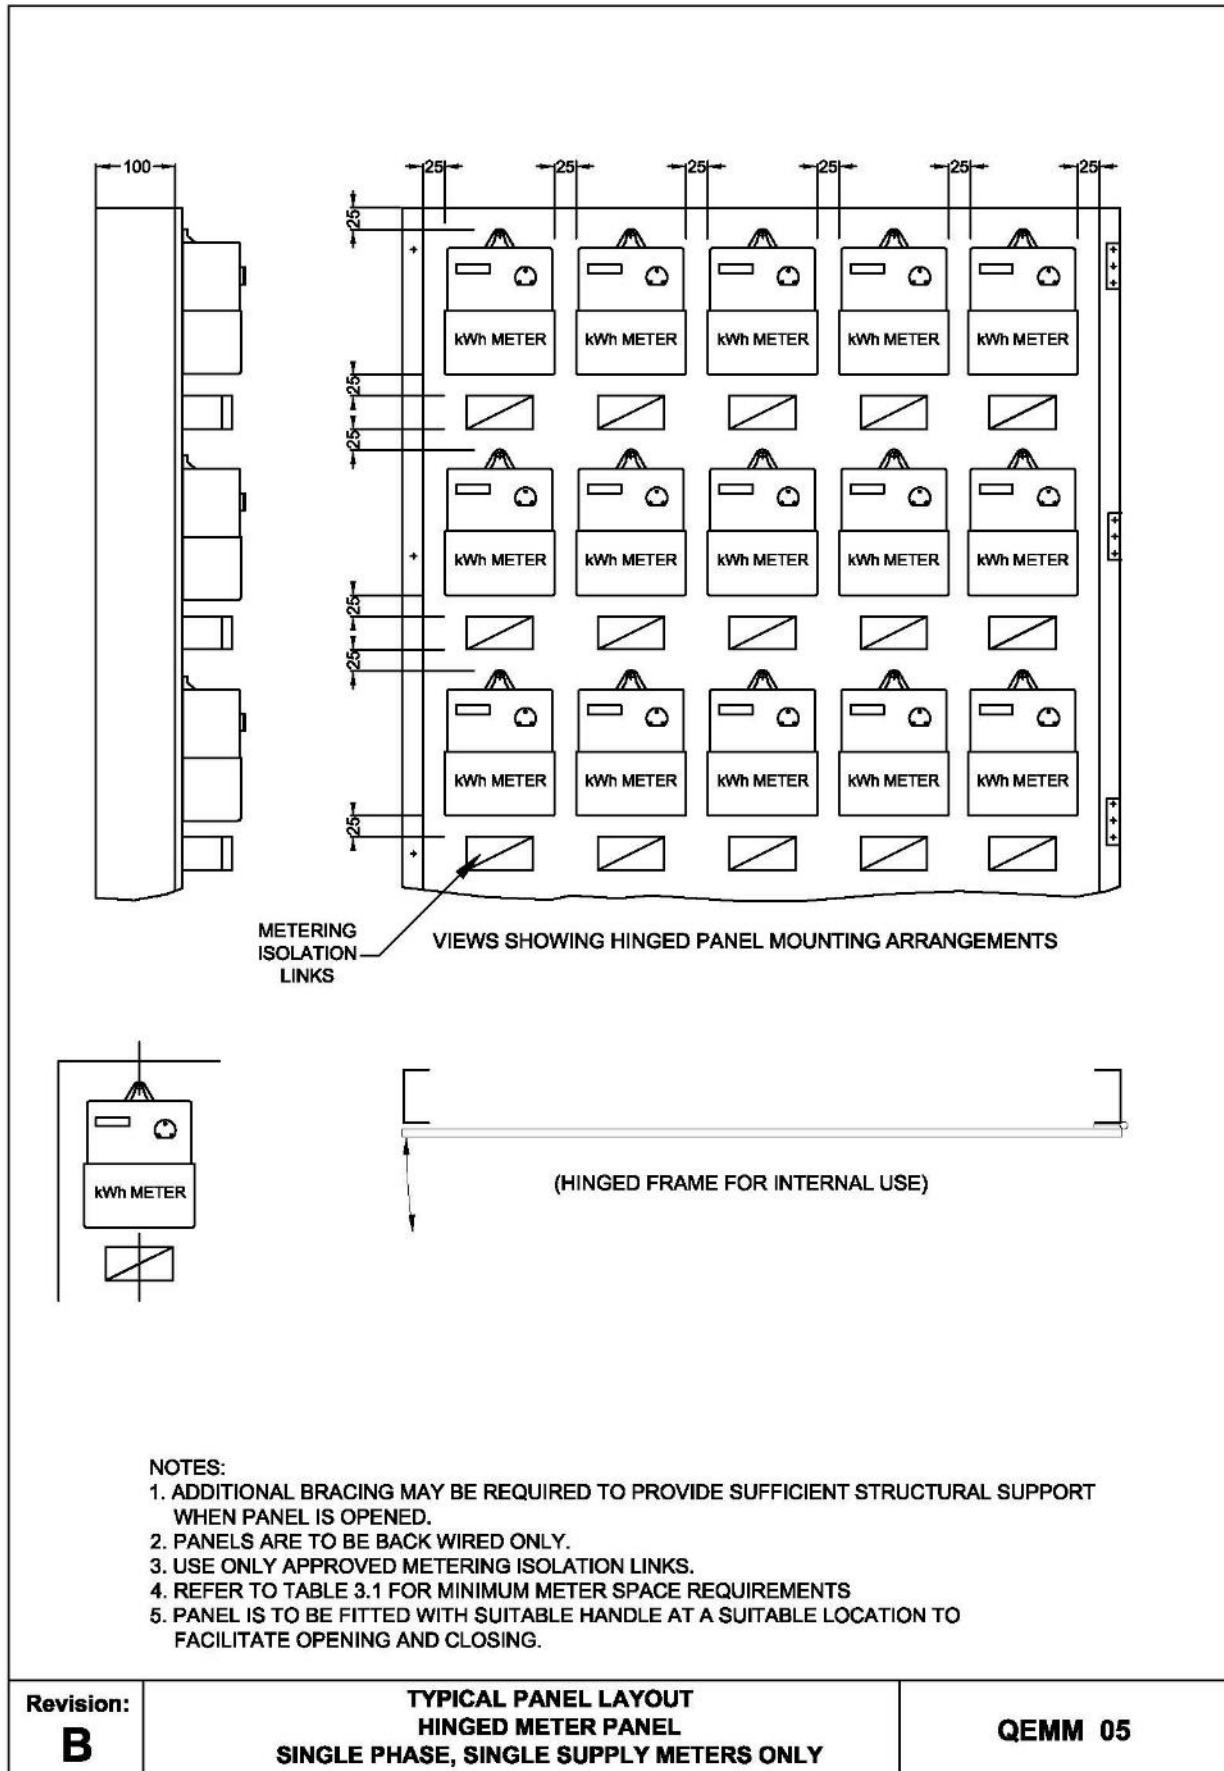 100 25 25 25 25 25 25
25
kWh METER kWh METER kWh METER kWh METER kWh METER
25
25
kWh METER kWh METER kWh METER kWh METER kWh METER
25
25
kWh METER kWh METER kWh METER kWh METER kWh METER
25
METERING
ISOLATION
LINKS
VIEWS SHOWING HINGED PANEL MOUNTING ARRANGEMENTS
kWh METER
(HINGED FRAME FOR INTERNAL USE)
NOTES:
1. ADDITIONAL BRACING MAY BE REQUIRED TO PROVIDE SUFFICIENT STRUCTURAL SUPPORT
WHEN PANEL IS OPENED.
2. PANELS ARE TO BE BACK WIRED ONLY.
3. USE ONLY APPROVED METERING ISOLATION LINKS.
4. REFER TO TABLE 3.1 FOR MINIMUM METER SPACE REQUIREMENTS
5. PANEL IS TO BE FITTED WITH SUITABLE HANDLE AT A SUITABLE LOCATION TO
FACILITATE OPENING AND CLOSING.
Revision:
B
TYPICAL PANEL LAYOUT
HINGED METER PANEL
SINGLE PHASE, SINGLE SUPPLY METERS ONLY
QEMM 05